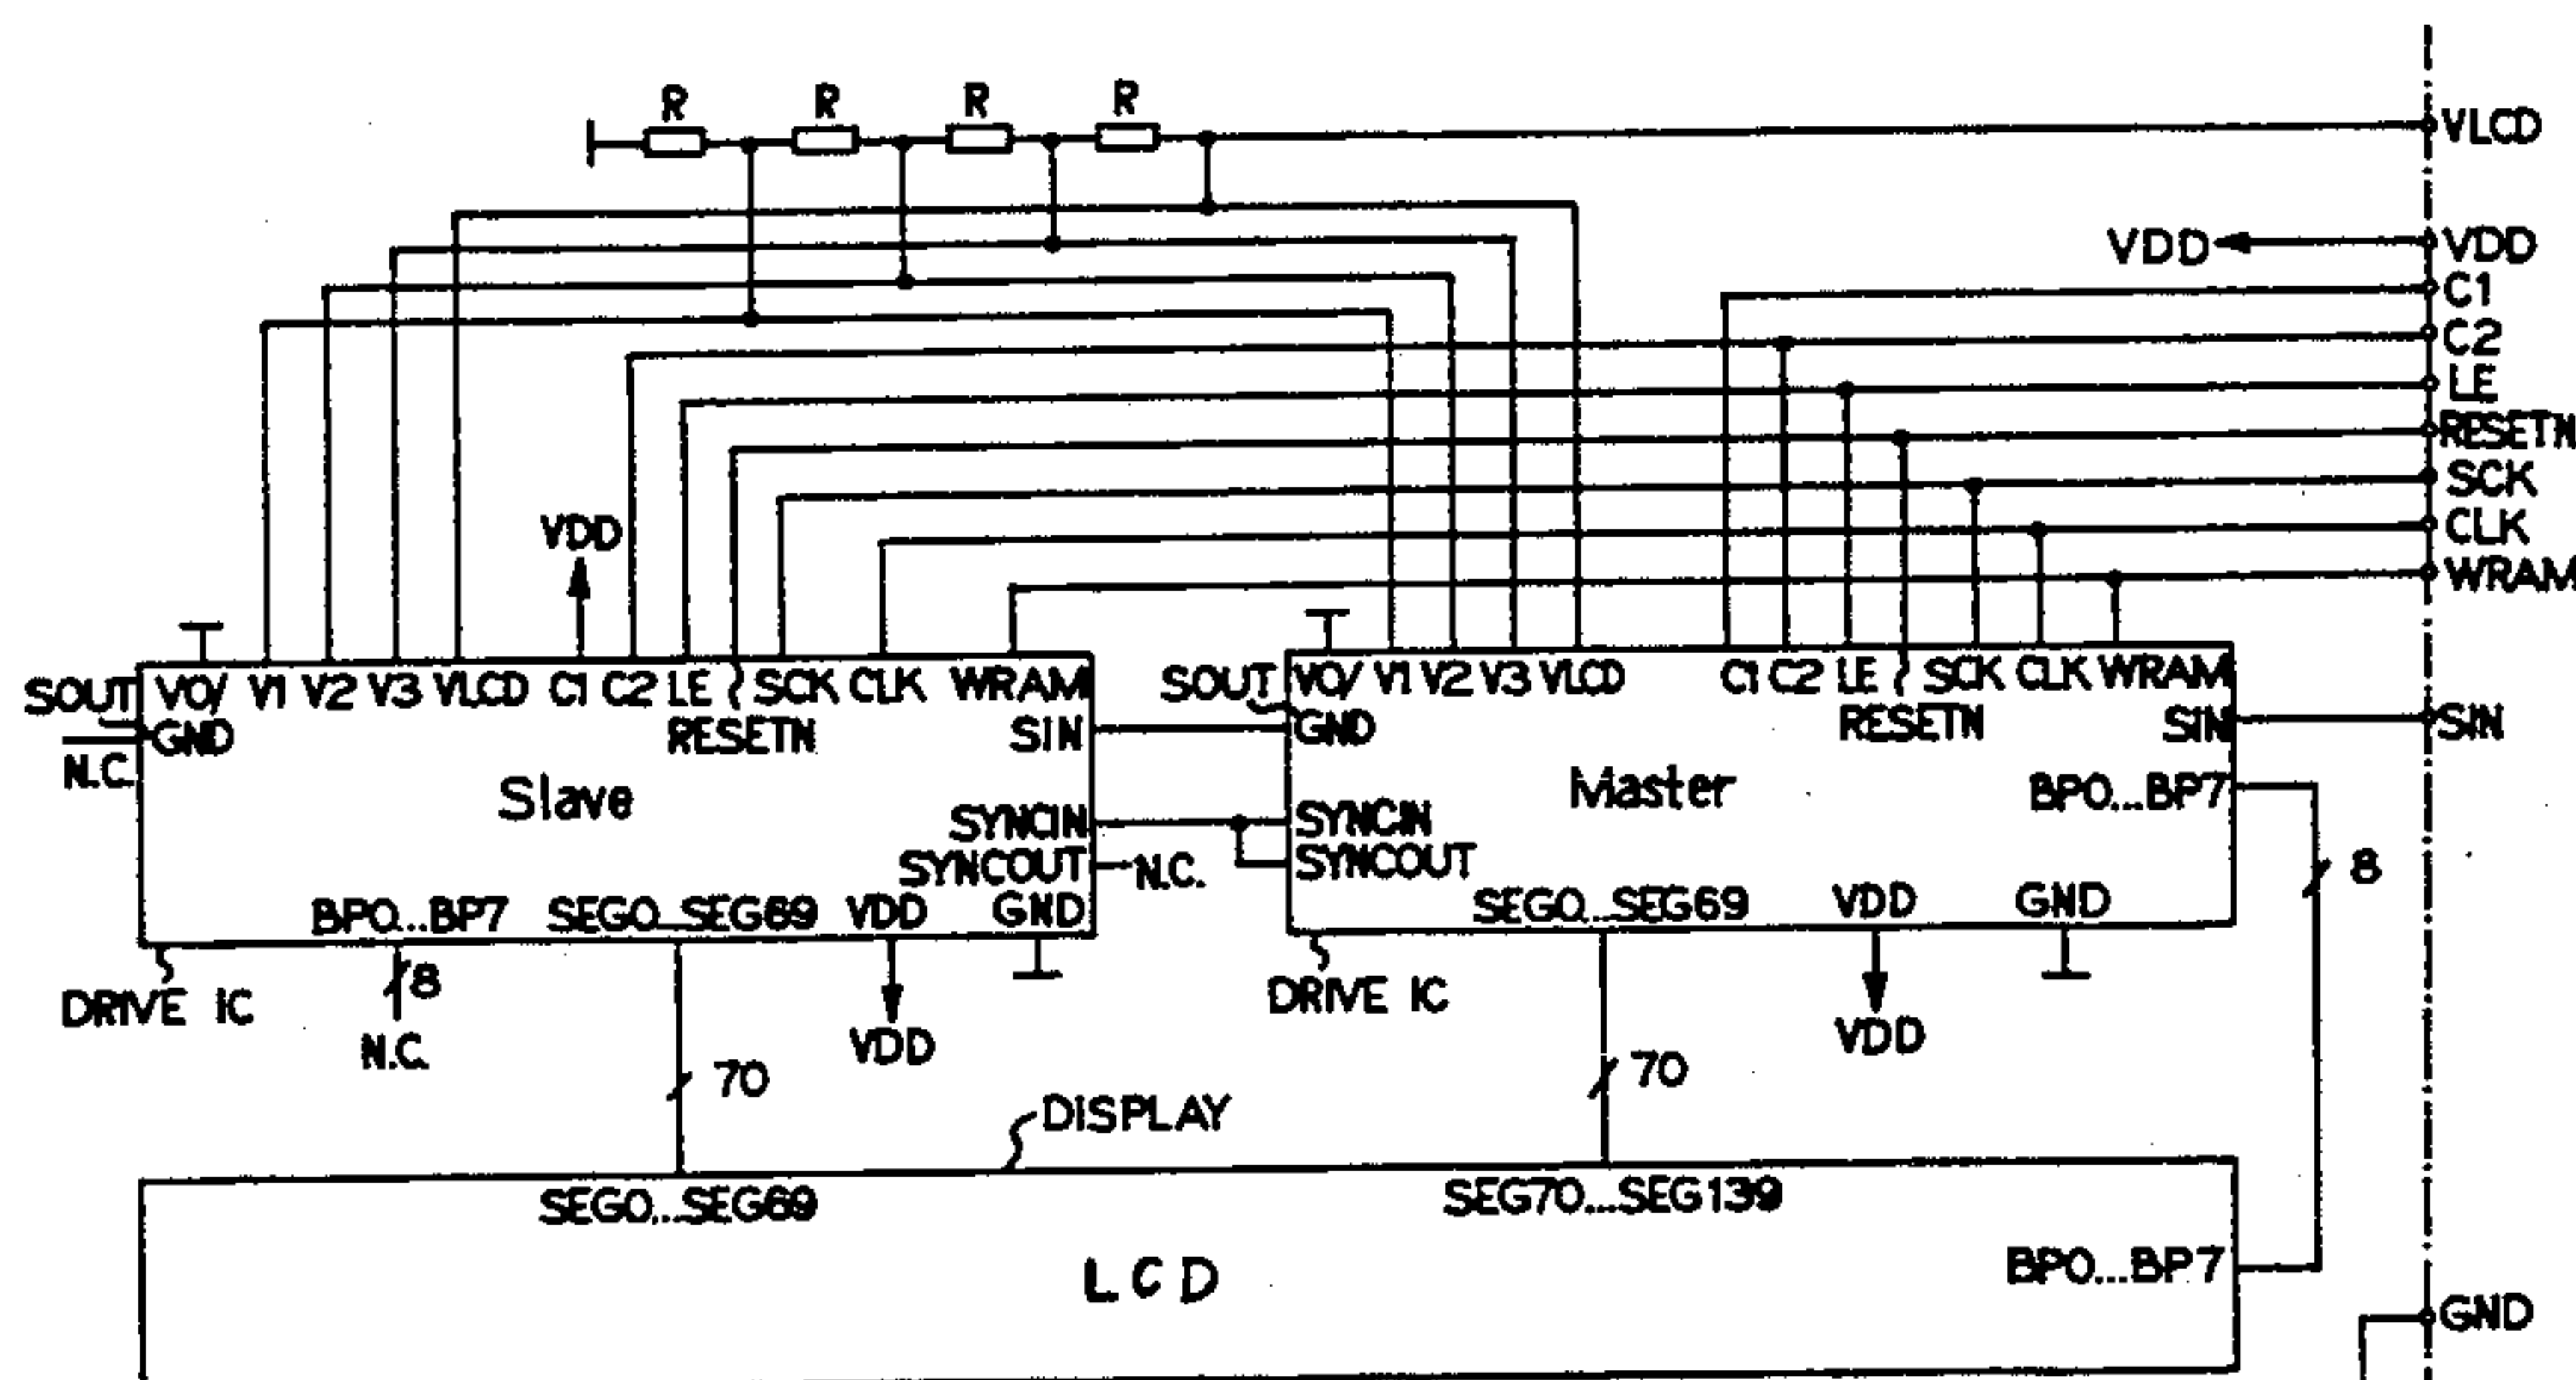 R R R R
VLCD
VDD VDD
C1
C2
LE
RESETN
SCK
CLK
WRAM
VDD
SOUT V0/ V1 V2 V3 VLCD C1 C2 LE SCK CLK WRAM
GND RESETN SIN
N.C.
Slave
SYNCIN
SYNCOUT N.C.
BP0...BP7 SEG0...SEG69 VDD GND
DRIVE IC
8
N.C.
VDD
70
SOUT V0/ V1 V2 V3 VLCD C1 C2 LE SCK CLK WRAM
GND RESETN SIN SIN
Master
BP0...BP7
SYNCIN
SYNCOUT
8
SEG0...SEG69 VDD GND
DRIVE IC
VDD
70
DISPLAY
SEG0...SEG69 SEG70...SEG139
LCD
BP0...BP7
GND